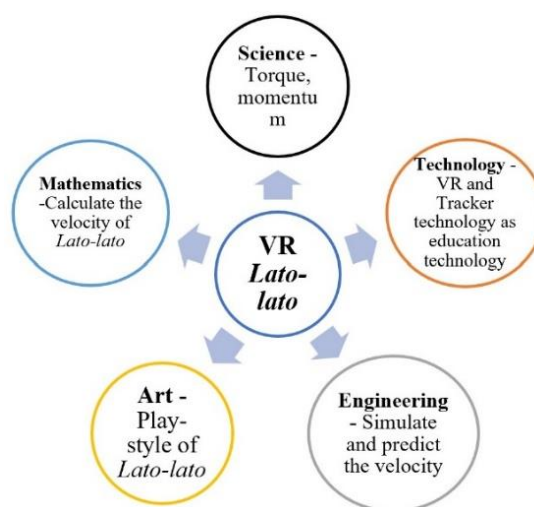 Science -
Torque,
momentu
m
Technology -
VR and
Tracker
technology as
education
technology
Engineering
- Simulate
and predict
the velocity
Art -
Play-
style of
Lato-lato
Mathematics
-Calculate the
velocity of
Lato-lato
VR
Lato-
lato